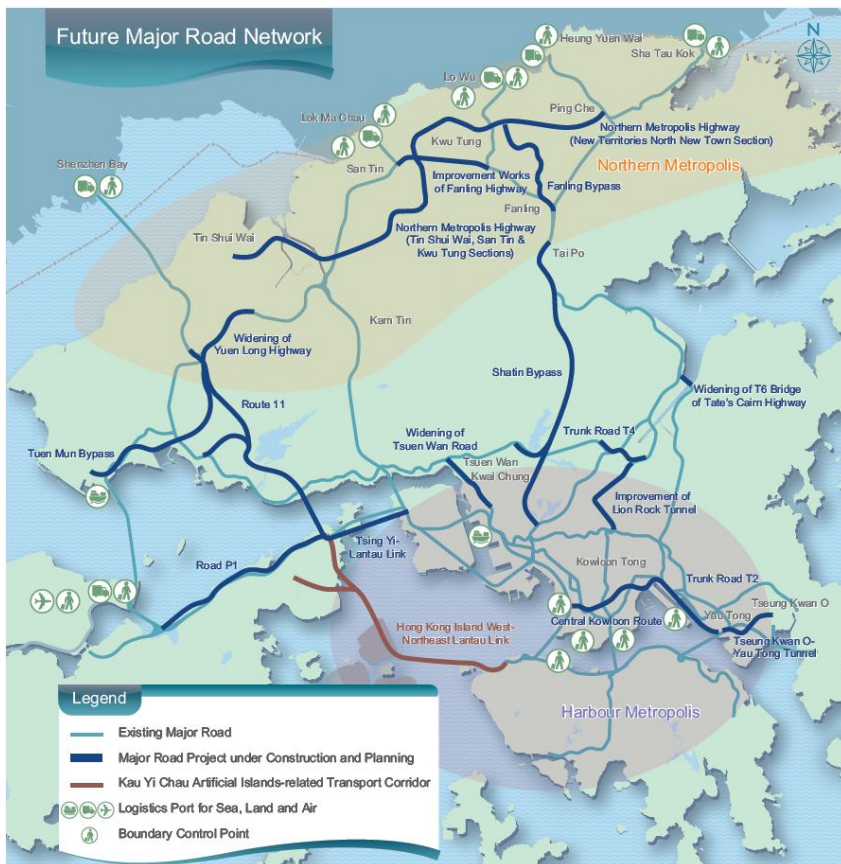 Future Major Road Network
N
Heung Yuen Wai
Sha Tau Kok
Lo Wu
Ping Che
Lok Ma Chau
Kwu Tung
Northern Metropolis Highway
(New Territories North New Town Section)
Shenzhen Bay
San Tin
Improvement Works
of Fanling Highway
Northern Metropolis
Fanling Bypass
Fanling
Tin Shui Wai
Northern Metropolis Highway
(Tin Shui Wai, San Tin &
Kwu Tung Sections)
Tai Po
Kam Tin
Widening of
Yuen Long Highway
Shatin Bypass
Widening of T6 Bridge
of Tate's Cairn Highway
Route 11
Tuen Mun Bypass
Widening of
Tsuen Wan Road
Trunk Road T4
Tsuen Wan
Kwai Chung
Improvement of
Lion Rock Tunnel
Tsing Yi-
Lantau Link
Road P1
Kowloon Tong
Trunk Road T2
Tseung Kwan O
Yau Tong
Central Kowloon Route
Hong Kong Island West-
Northeast Lantau Link
Tseung Kwan O-
Yau Tong Tunnel
Harbour Metropolis
Legend
Existing Major Road
Major Road Project under Construction and Planning
Kau Yi Chau Artificial Islands-related Transport Corridor
Logistics Port for Sea, Land and Air
Boundary Control Point